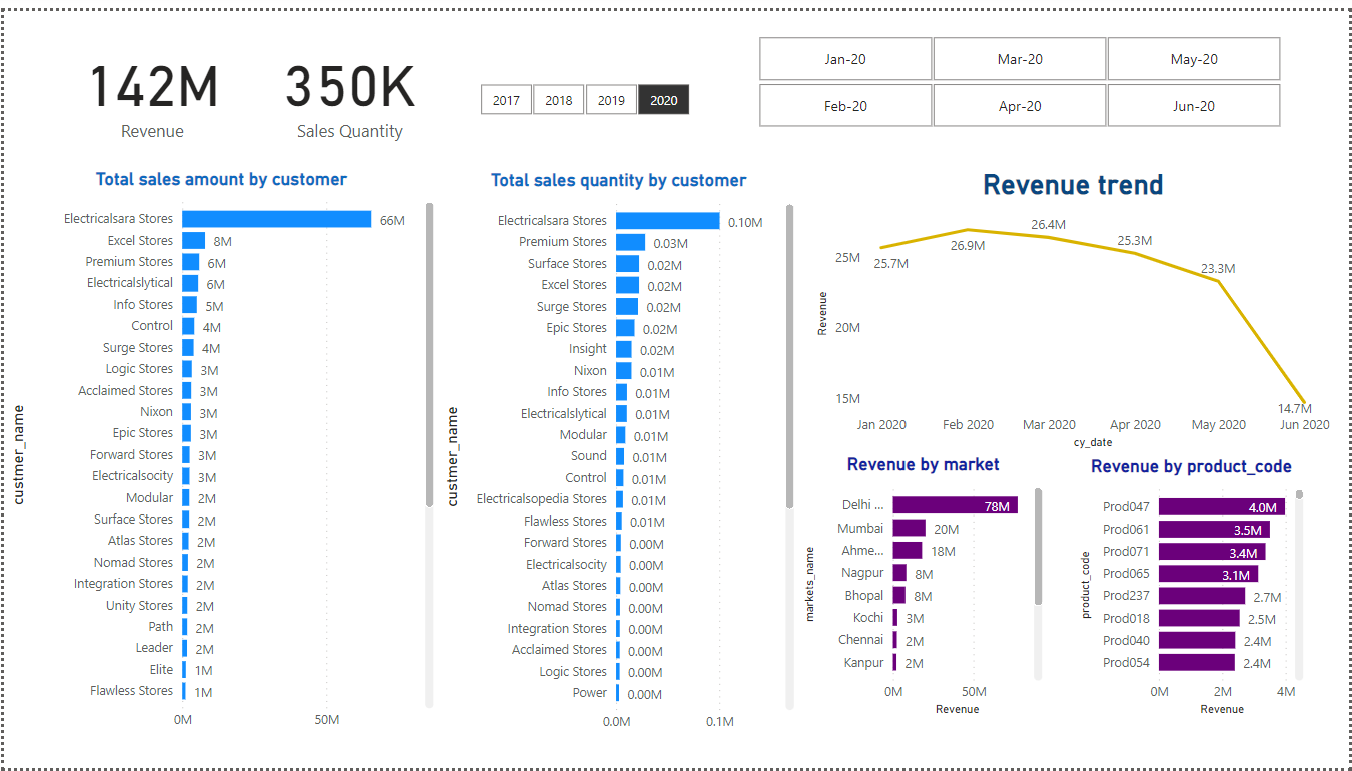 142M
Revenue
350K
Sales Quantity
2017 2018 2019 2020
Jan-20 Mar-20 May-20
Feb-20 Apr-20 Jun-20
Total sales amount by customer
custmer_name
Electricalsara Stores 66M
Excel Stores 8M
Premium Stores 6M
Electricalslytical 6M
Info Stores 5M
Control 4M
Surge Stores 4M
Logic Stores 3M
Acclaimed Stores 3M
Nixon 3M
Epic Stores 3M
Forward Stores 3M
Electricalsocity 3M
Modular 2M
Surface Stores 2M
Atlas Stores 2M
Nomad Stores 2M
Integration Stores 2M
Unity Stores 2M
Path 2M
Leader 2M
Elite 1M
Flawless Stores 1M
0M 50M
Total sales quantity by customer
custmer_name
Electricalsara Stores 0.10M
Premium Stores 0.03M
Surface Stores 0.02M
Excel Stores 0.02M
Surge Stores 0.02M
Epic Stores 0.02M
Insight 0.02M
Nixon 0.01M
Info Stores 0.01M
Electricalslytical 0.01M
Modular 0.01M
Sound 0.01M
Control 0.01M
Electricalsopedia Stores 0.01M
Flawless Stores 0.01M
Forward Stores 0.00M
Electricalsocity 0.00M
Atlas Stores 0.00M
Nomad Stores 0.00M
Integration Stores 0.00M
Acclaimed Stores 0.00M
Logic Stores 0.00M
Power 0.00M
0.0M 0.1M
Revenue trend
Revenue
25M
20M
15M
25.7M 26.9M 26.4M 25.3M 23.3M 14.7M
Jan 2020 Feb 2020 Mar 2020 Apr 2020 May 2020 Jun 2020
cy_date
Revenue by market
markets_name
Delhi ... 78M
Mumbai 20M
Ahme... 18M
Nagpur 8M
Bhopal 8M
Kochi 3M
Chennai 2M
Kanpur 2M
0M 50M
Revenue
Revenue by product_code
product_code
Prod047 4.0M
Prod061 3.5M
Prod071 3.4M
Prod065 3.1M
Prod237 2.7M
Prod018 2.5M
Prod040 2.4M
Prod054 2.4M
0M 2M 4M
Revenue